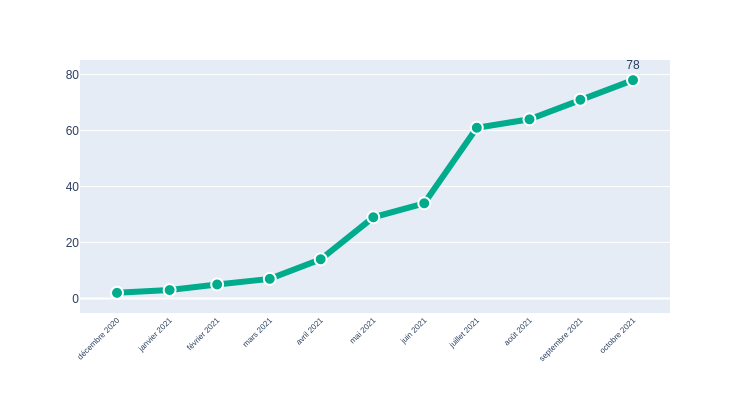 78
80
60
40
20
0
décembre 2020
janvier 2021
février 2021
mars 2021
avril 2021
mai 2021
juin 2021
juillet 2021
août 2021
septembre 2021
octobre 2021